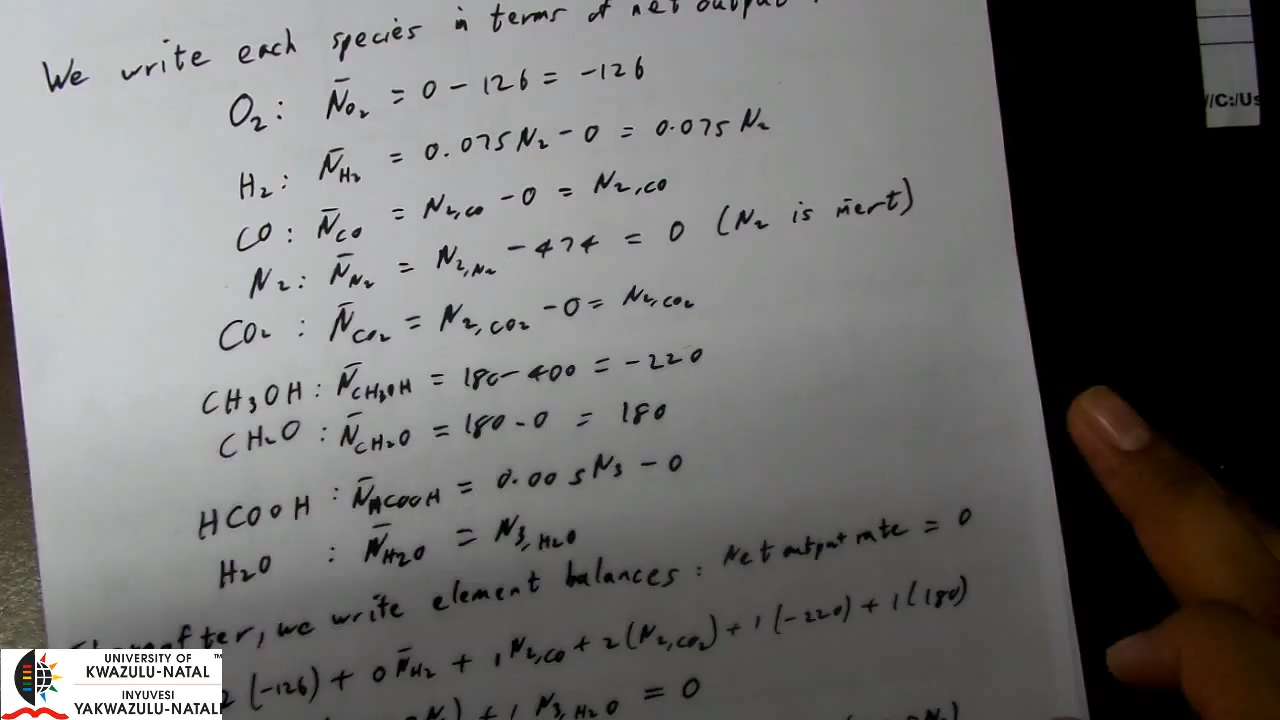 We write each species in terms of net output
O₂ : N̄O₂ = 0 - 126 = -126
H₂ : N̄H₂ = 0.075 N₂ - 0 = 0.075 N₂
CO : N̄CO = N₂,CO - 0 = N₂,CO
N₂ : N̄N₂ = N₂,N₂ - 474 = 0 (N₂ is inert)
CO₂ : N̄CO₂ = N₂,CO₂ - 0 = N₂,CO₂
CH₃OH : N̄CH₃OH = 180 - 400 = -220
CH₂O : N̄CH₂O = 180 - 0 = 180
HCOOH : N̄HCOOH = 0.005 N₃ - 0
H₂O : N̄H₂O = N₃,H₂O
Thereafter, we write element balances : Net output rate = 0
2 (-126) + 0 N̄H₂ + 1 N₂,CO + 2 (N₂,CO₂) + 1 (-220) + 1 (180)
+ 1 N₃,H₂O = 0
//C:/Us
UNIVERSITY OF ™
KWAZULU-NATAL
INYUVESI
YAKWAZULU-NATALI